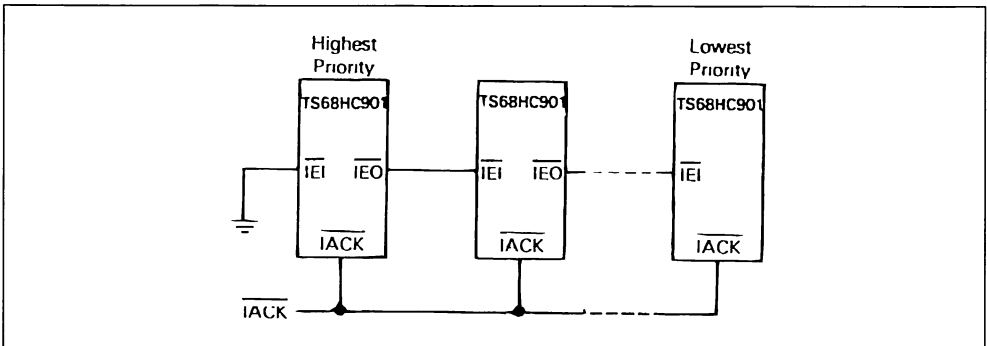 Highest
Priority
Lowest
Priority
TS68HC901
TS68HC901
TS68HC901
IEI IEO
IEI IEO
IEI
IACK
IACK
IACK
IACK